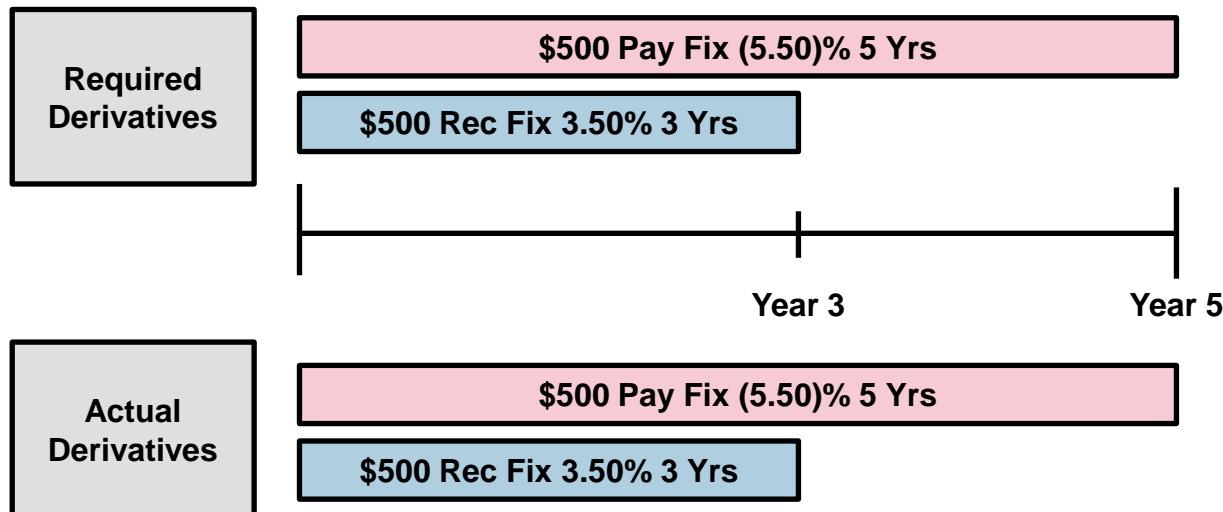 Required
Derivatives
$500 Pay Fix (5.50)% 5 Yrs
$500 Rec Fix 3.50% 3 Yrs
Year 3
Year 5
Actual
Derivatives
$500 Pay Fix (5.50)% 5 Yrs
$500 Rec Fix 3.50% 3 Yrs